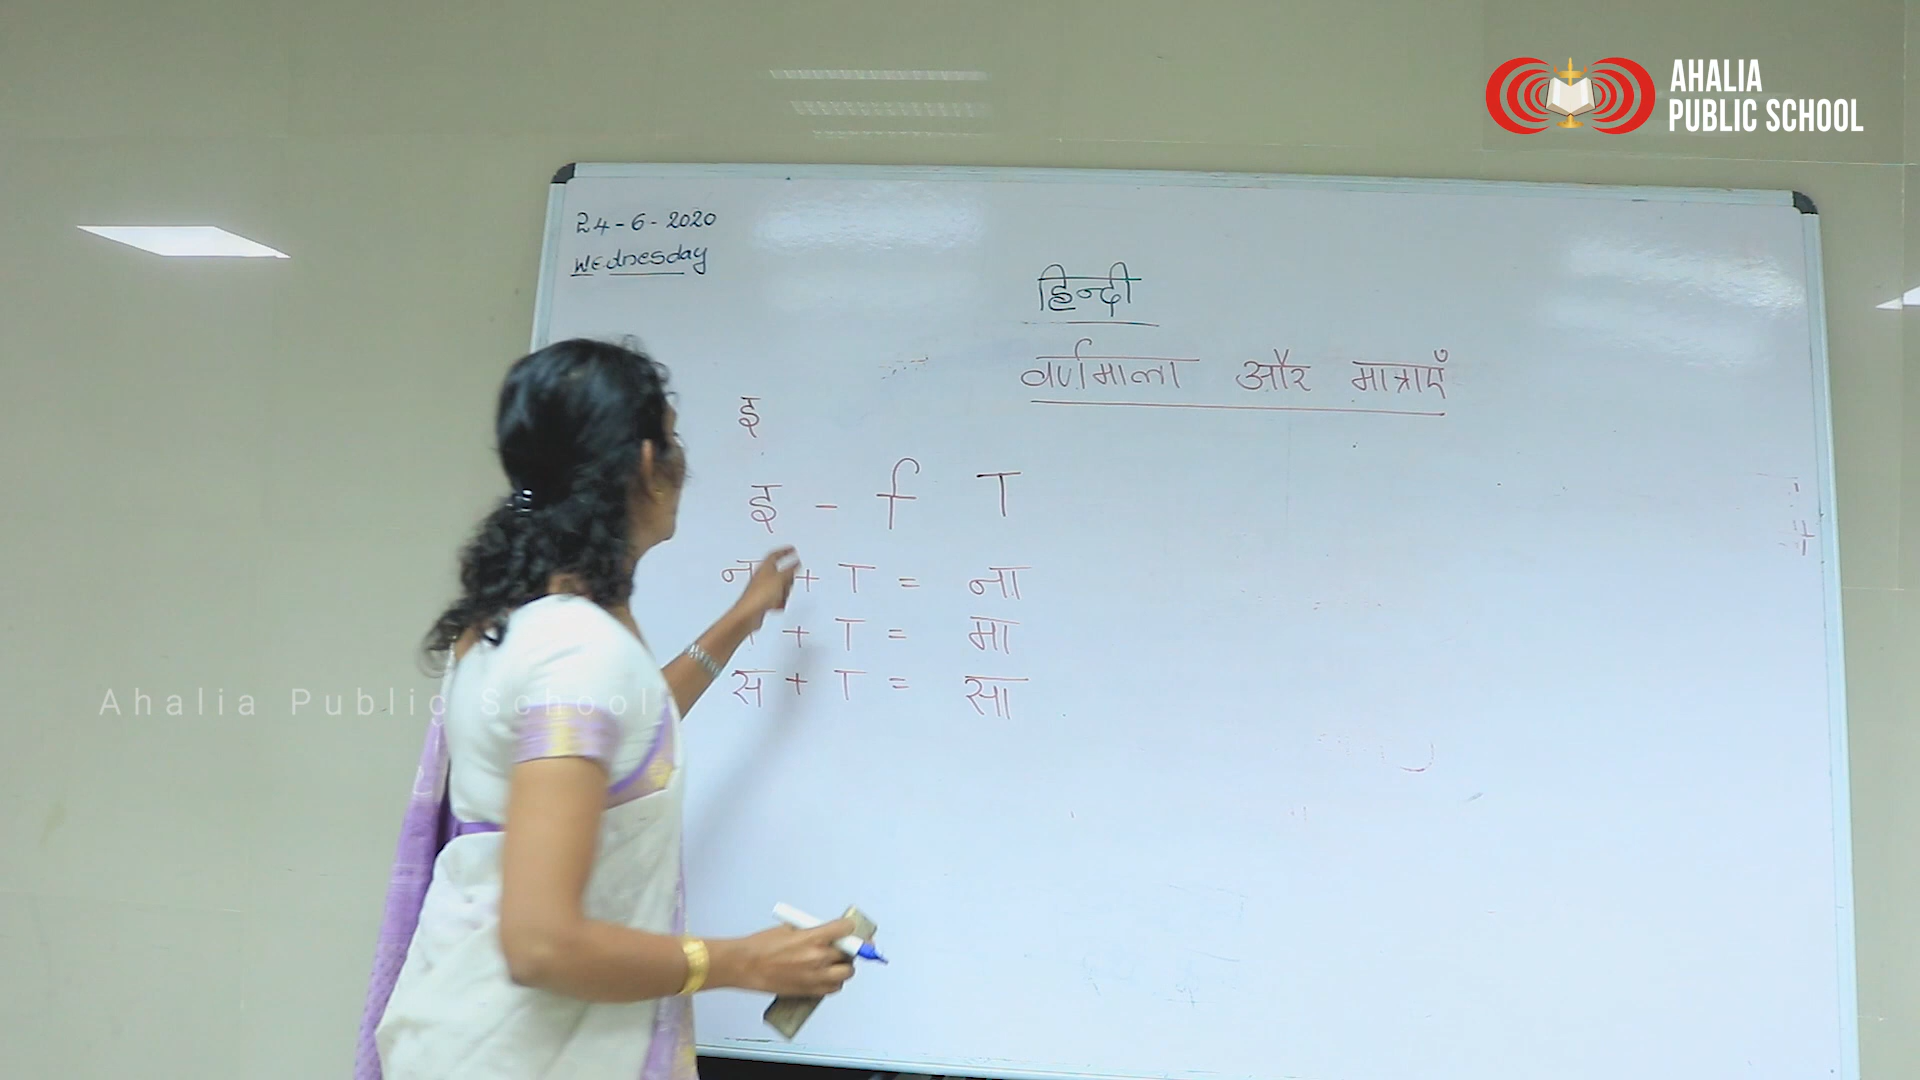 AHALIA
PUBLIC SCHOOL
24-6-2020
Wednesday
हिन्दी
वर्णमाला और मात्राएँ
इ
इ - ि ा
न + ा = ना
+ ा = मा
स + ा = सा
Ahalia Public School